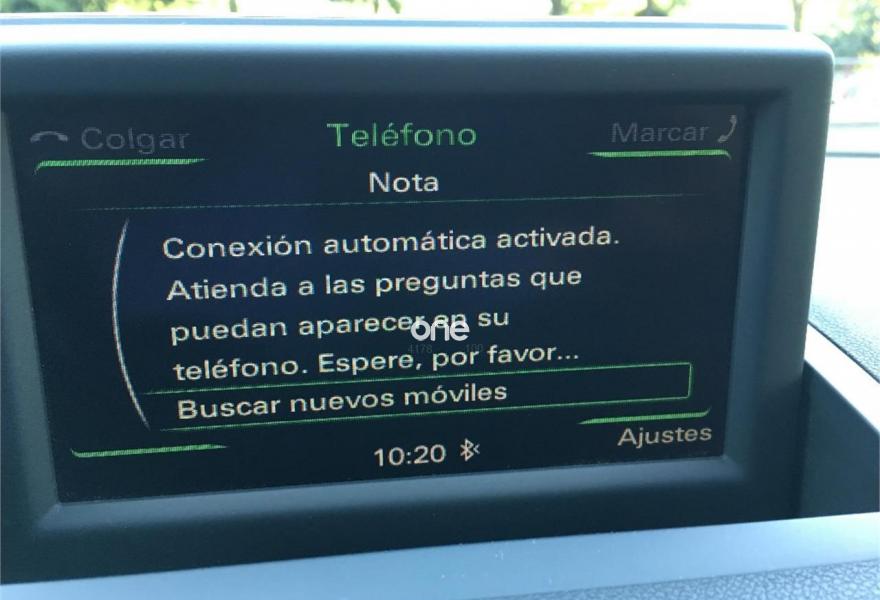 Colgar
Teléfono
Marcar
Nota
Conexión automática activada.
Atienda a las preguntas que
puedan aparecer en su
teléfono. Espere, por favor...
Buscar nuevos móviles
10:20
Ajustes
one